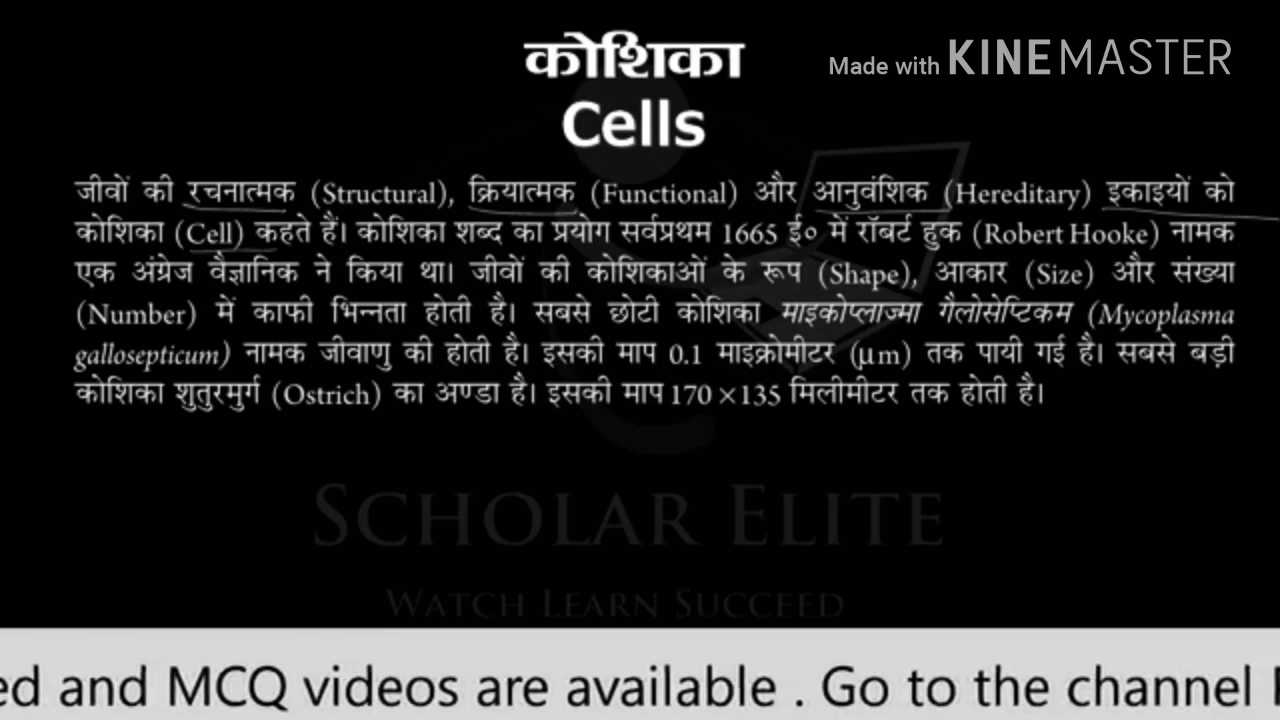 कोशिका
Made with KINEMASTER
Cells
जीवों की रचनात्मक (Structural), क्रियात्मक (Functional) और आनुवंशिक (Hereditary) इकाइयों को
कोशिका (Cell) कहते हैं। कोशिका शब्द का प्रयोग सर्वप्रथम 1665 ई० में रॉबर्ट हुक (Robert Hooke) नामक
एक अंग्रेज वैज्ञानिक ने किया था। जीवों की कोशिकाओं के रूप (Shape), आकार (Size) और संख्या
(Number) में काफी भिन्नता होती है। सबसे छोटी कोशिका माइकोप्लाज्मा गैलोसेप्टिकम (Mycoplasma
gallosepticum) नामक जीवाणु की होती है। इसकी माप 0.1 माइक्रोमीटर (μm) तक पायी गई है। सबसे बड़ी
कोशिका शुतुरमुर्ग (Ostrich) का अण्डा है। इसकी माप 170 ×135 मिलीमीटर तक होती है।
SCHOLAR ELITE
WATCH LEARN SUCCEED
ed and MCQ videos are available . Go to the channel